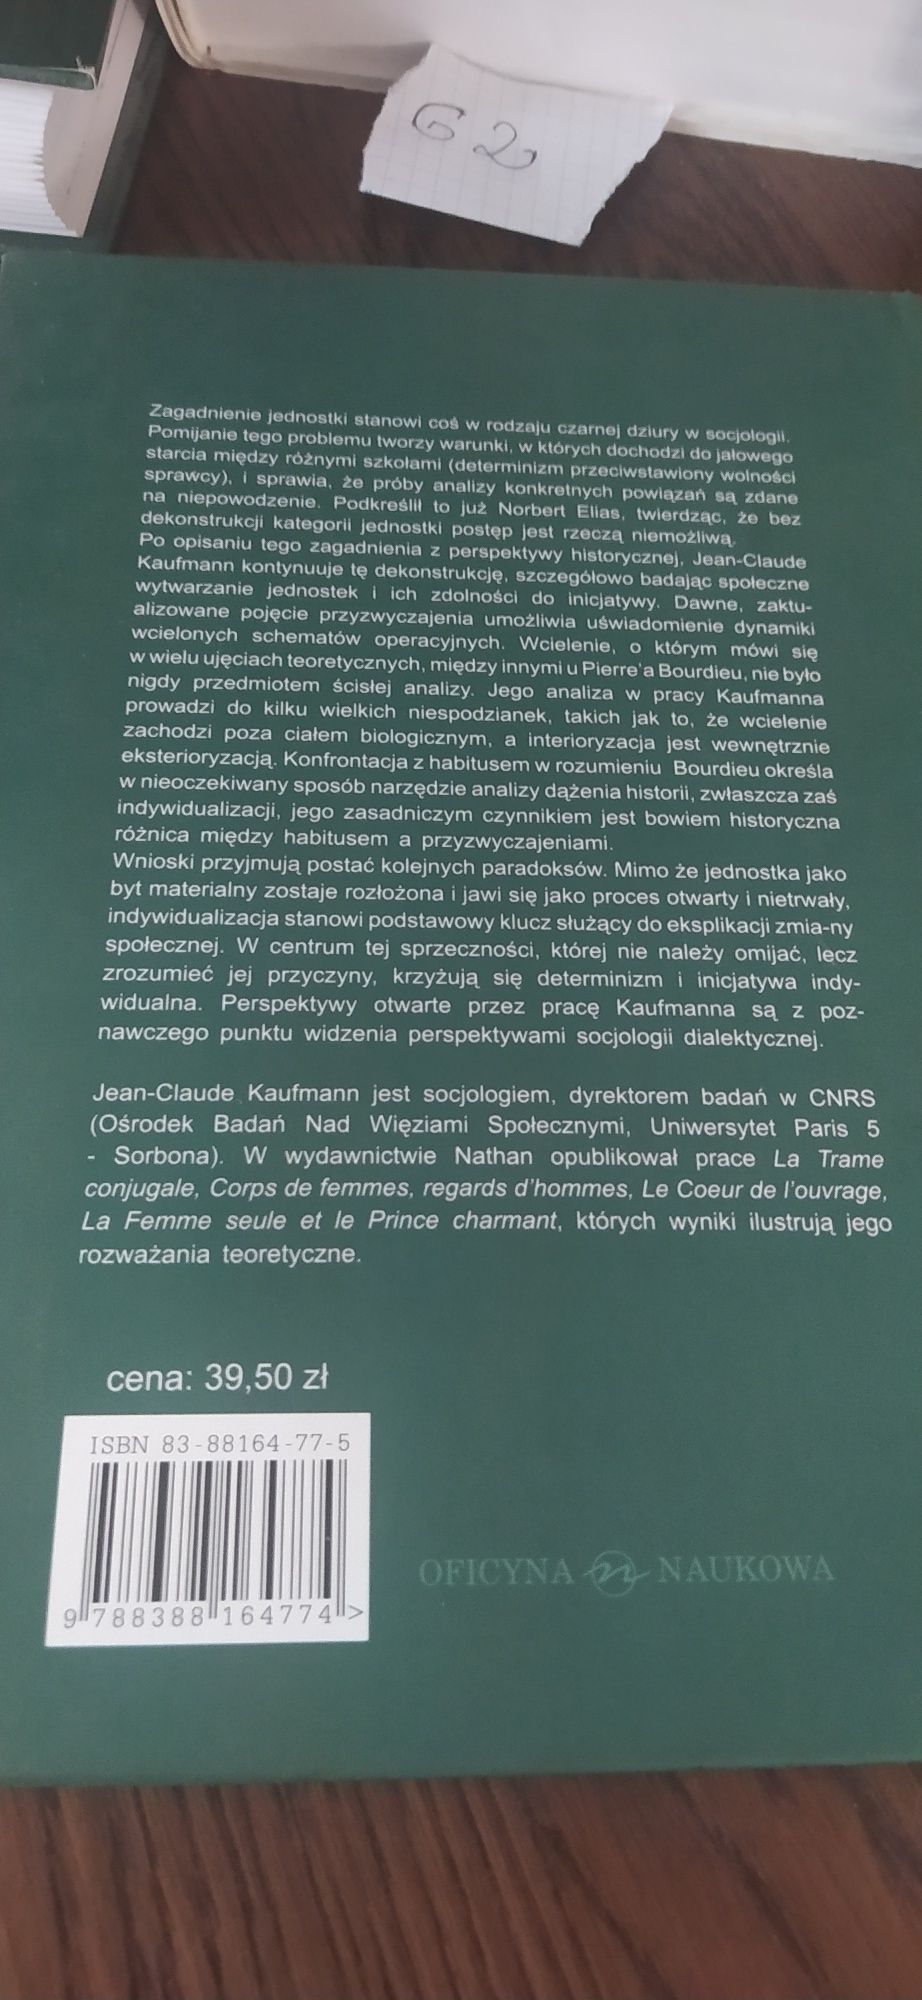 62
Zagadnienie jednostki stanowi coś w rodzaju czarnej dziury w socjologii.
Pomijanie tego problemu tworzy warunki, w których dochodzi do jałowego
starcia między różnymi szkołami (determinizm przeciwstawiony wolności
sprawcy), i sprawia, że próby analizy konkretnych powiązań są zdane
na niepowodzenie. Podkreślił to już Norbert Elias, twierdząc, że bez
dekonstrukcji kategorii jednostki postęp jest rzeczą niemożliwą.
Po opisaniu tego zagadnienia z perspektywy historycznej, Jean-Claude
Kaufmann kontynuuje tę dekonstrukcję, szczegółowo badając społeczne
wytwarzanie jednostek i ich zdolności do inicjatywy. Dawne, zaktu-
alizowane pojęcie przyzwyczajenia umożliwia uświadomienie dynamiki
wcielonych schematów operacyjnych. Wcielenie, o którym mówi się
w wielu ujęciach teoretycznych, między innymi u Pierre'a Bourdieu, nie było
nigdy przedmiotem ścisłej analizy. Jego analiza w pracy Kaufmanna
prowadzi do kilku wielkich niespodzianek, takich jak to, że wcielenie
zachodzi poza ciałem biologicznym, a interioryzacja jest wewnętrznie
eksterioryzacją. Konfrontacja z habitusem w rozumieniu Bourdieu określa
w nieoczekiwany sposób narzędzie analizy dążenia historii, zwłaszcza zaś
indywidualizacji, jego zasadniczym czynnikiem jest bowiem historyczna
różnica między habitusem a przyzwyczajeniami.
Wnioski przyjmują postać kolejnych paradoksów. Mimo że jednostka jako
byt materialny zostaje rozłożona i jawi się jako proces otwarty i nietrwały,
indywidualizacja stanowi podstawowy klucz służący do eksplikacji zmia-ny
społecznej. W centrum tej sprzeczności, której nie należy omijać, lecz
zrozumieć jej przyczyny, krzyżują się determinizm i inicjatywa indy-
widualna. Perspektywy otwarte przez pracę Kaufmanna są z poz-
nawczego punktu widzenia perspektywami socjologii dialektycznej.
Jean-Claude Kaufmann jest socjologiem, dyrektorem badań w CNRS
(Ośrodek Badań Nad Więziami Społecznymi, Uniwersytet Paris 5
- Sorbona). W wydawnictwie Nathan opublikował prace La Trame
conjugale, Corps de femmes, regards d'hommes, Le Coeur de l'ouvrage,
La Femme seule et le Prince charmant, których wyniki ilustrują jego
rozważania teoretyczne.
cena: 39,50 zł
ISBN 83-88164-77-5
9 788388 164774 >
OFICYNA NAUKOWA